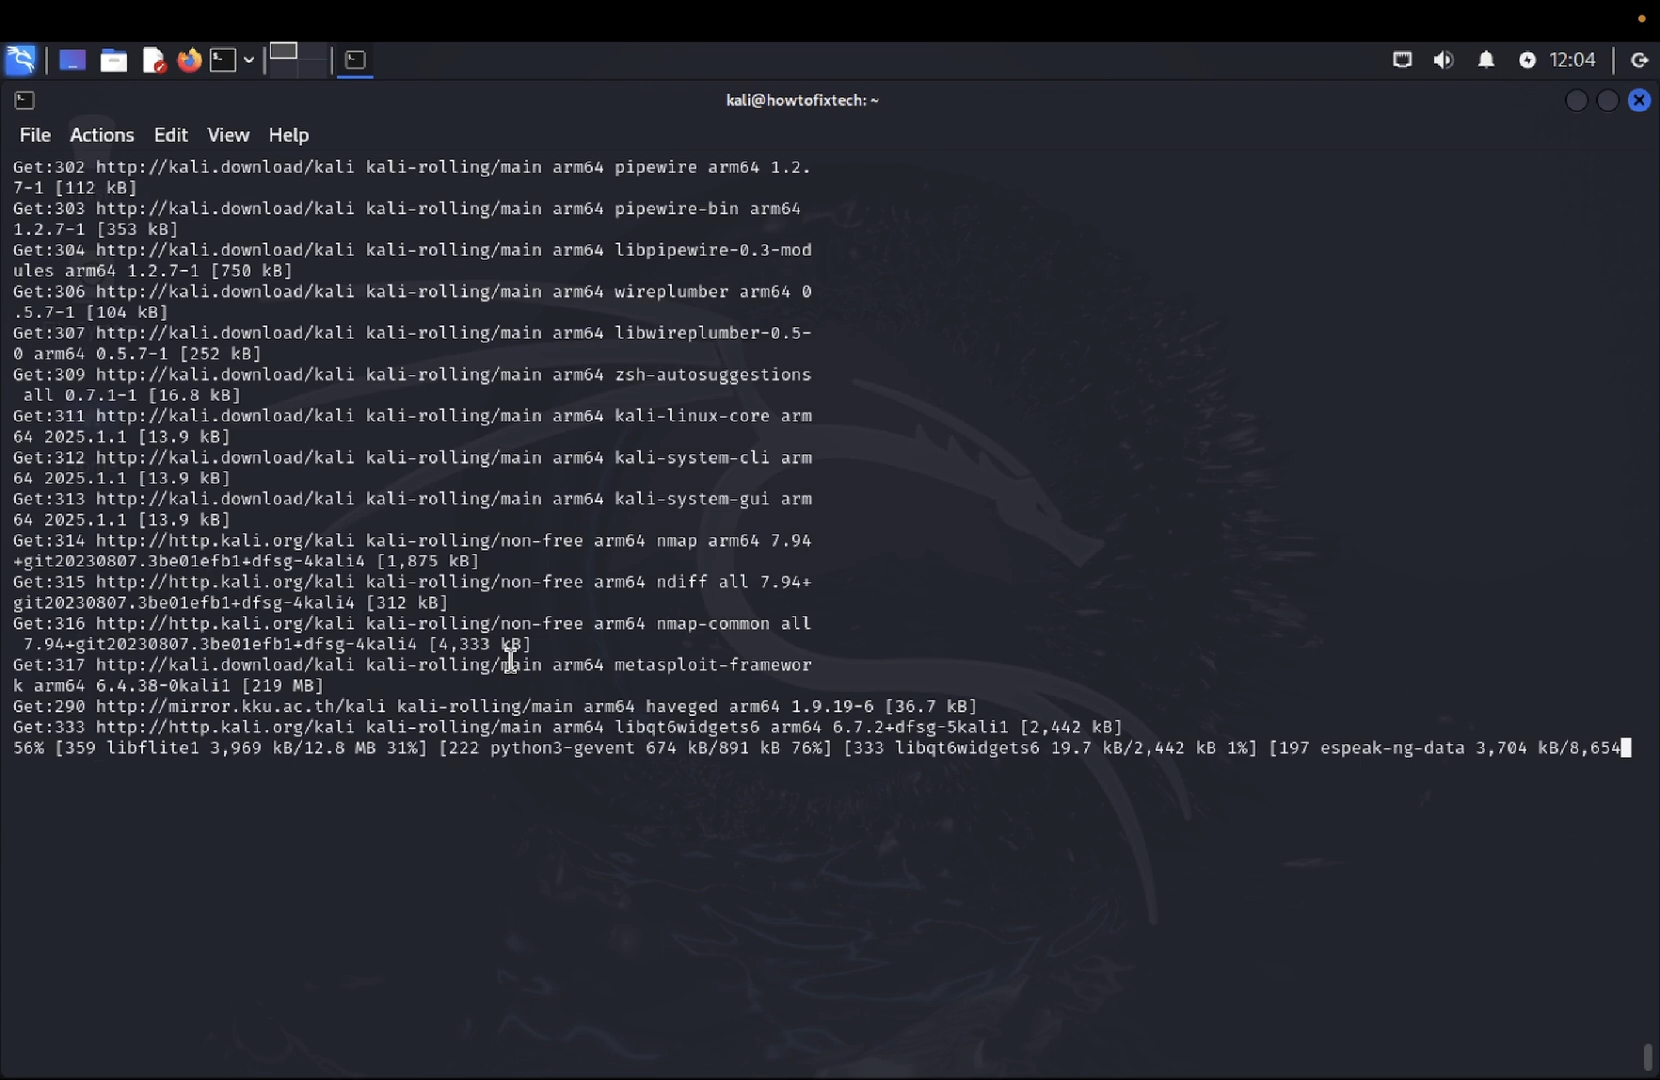 12:04
kali@howtofixtech: ~
File Actions Edit View Help
Get:302 http://kali.download/kali kali-rolling/main arm64 pipewire arm64 1.2.
7-1 [112 kB]
Get:303 http://kali.download/kali kali-rolling/main arm64 pipewire-bin arm64
1.2.7-1 [353 kB]
Get:304 http://kali.download/kali kali-rolling/main arm64 libpipewire-0.3-mod
ules arm64 1.2.7-1 [750 kB]
Get:306 http://kali.download/kali kali-rolling/main arm64 wireplumber arm64 0
.5.7-1 [104 kB]
Get:307 http://kali.download/kali kali-rolling/main arm64 libwireplumber-0.5-
0 arm64 0.5.7-1 [252 kB]
Get:309 http://kali.download/kali kali-rolling/main arm64 zsh-autosuggestions
all 0.7.1-1 [16.8 kB]
Get:311 http://kali.download/kali kali-rolling/main arm64 kali-linux-core arm
64 2025.1.1 [13.9 kB]
Get:312 http://kali.download/kali kali-rolling/main arm64 kali-system-cli arm
64 2025.1.1 [13.9 kB]
Get:313 http://kali.download/kali kali-rolling/main arm64 kali-system-gui arm
64 2025.1.1 [13.9 kB]
Get:314 http://http.kali.org/kali kali-rolling/non-free arm64 nmap arm64 7.94
+git20230807.3be01efb1+dfsg-4kali4 [1,875 kB]
Get:315 http://http.kali.org/kali kali-rolling/non-free arm64 ndiff all 7.94+
git20230807.3be01efb1+dfsg-4kali4 [312 kB]
Get:316 http://http.kali.org/kali kali-rolling/non-free arm64 nmap-common all
7.94+git20230807.3be01efb1+dfsg-4kali4 [4,333 kB]
Get:317 http://kali.download/kali kali-rolling/main arm64 metasploit-framewor
k arm64 6.4.38-0kali1 [219 MB]
Get:290 http://mirror.kku.ac.th/kali kali-rolling/main arm64 haveged arm64 1.9.19-6 [36.7 kB]
Get:333 http://http.kali.org/kali kali-rolling/main arm64 libqt6widgets6 arm64 6.7.2+dfsg-5kali1 [2,442 kB]
56% [359 libflite1 3,969 kB/12.8 MB 31%] [222 python3-gevent 674 kB/891 kB 76%] [333 libqt6widgets6 19.7 kB/2,442 kB 1%] [197 espeak-ng-data 3,704 kB/8,654